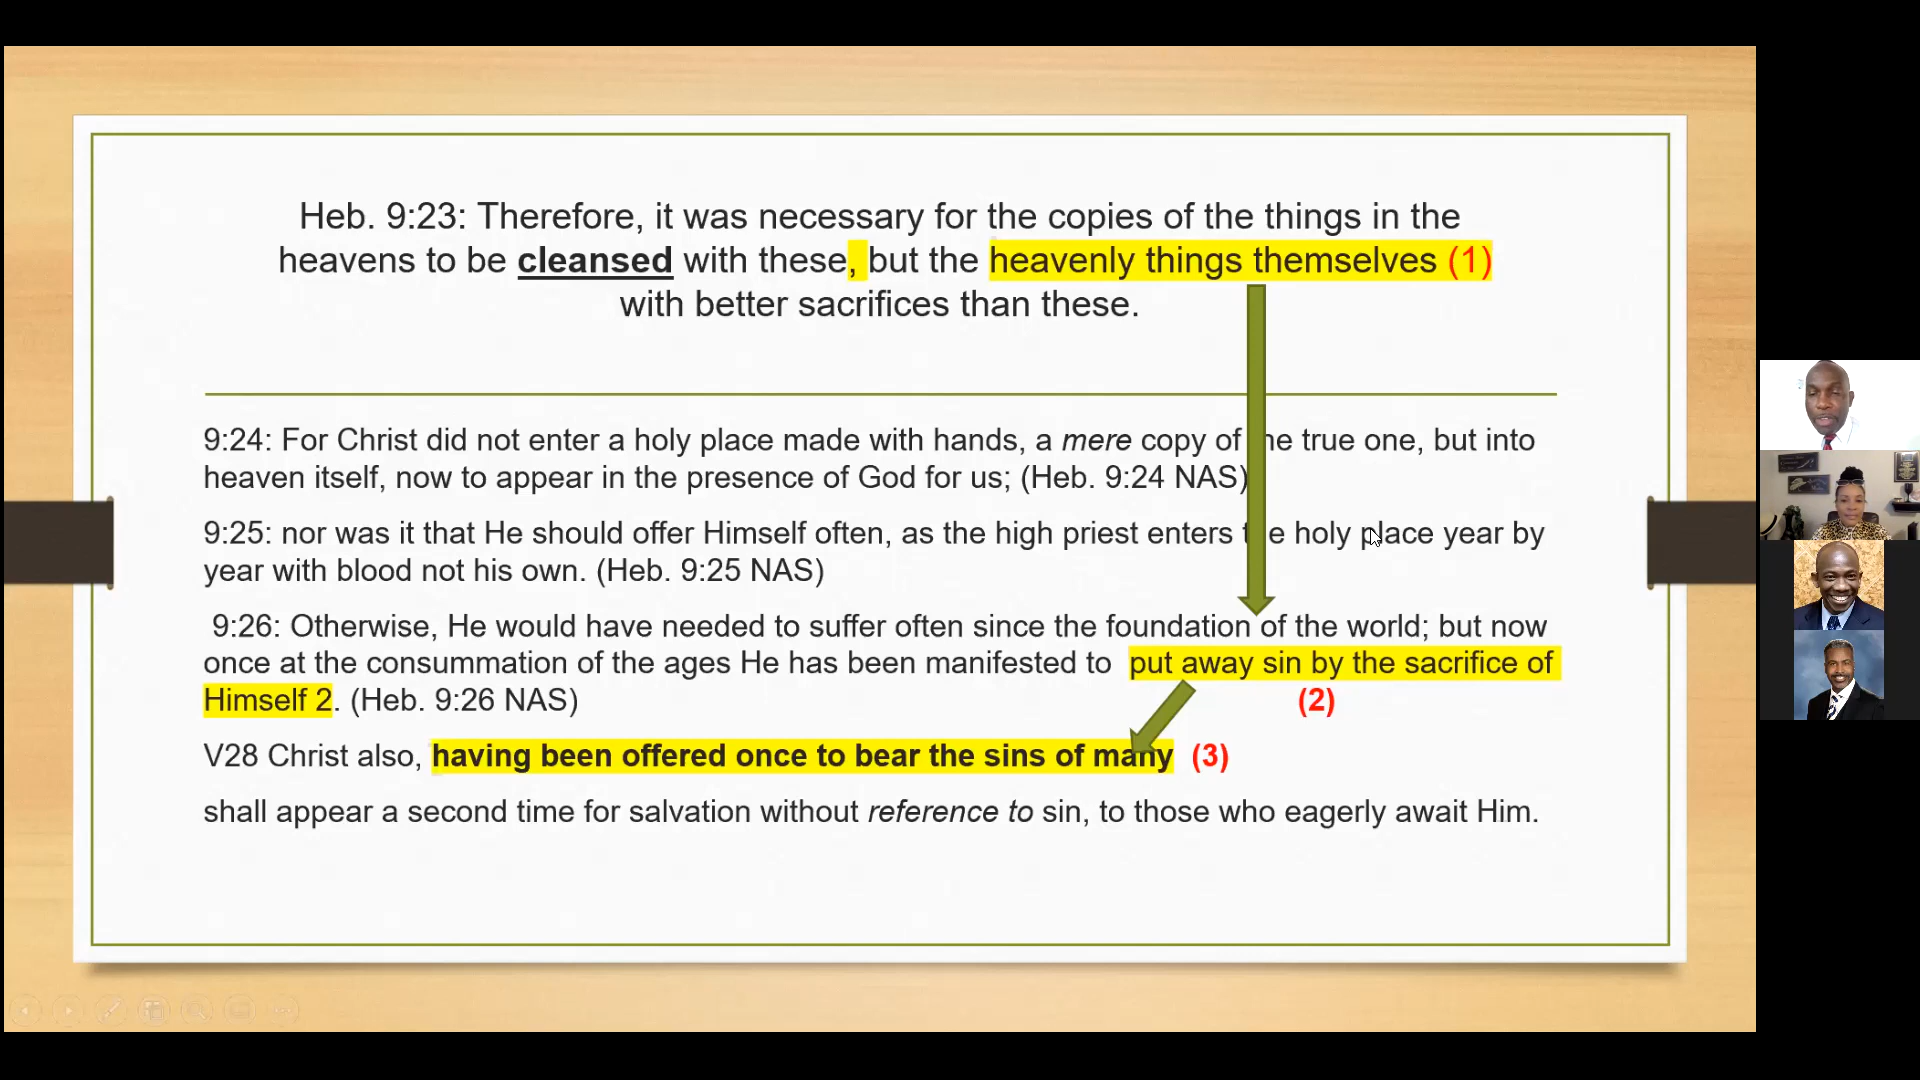 Heb. 9:23: Therefore, it was necessary for the copies of the things in the
heavens to be cleansed with these, but the heavenly things themselves (1)
with better sacrifices than these.
9:24: For Christ did not enter a holy place made with hands, a mere copy of he true one, but into
heaven itself, now to appear in the presence of God for us; (Heb. 9:24 NAS)
9:25: nor was it that He should offer Himself often, as the high priest enters t e holy place year by
year with blood not his own. (Heb. 9:25 NAS)
9:26: Otherwise, He would have needed to suffer often since the foundation of the world; but now
once at the consummation of the ages He has been manifested to put away sin by the sacrifice of
Himself 2. (Heb. 9:26 NAS) (2)
V28 Christ also, having been offered once to bear the sins of many (3)
shall appear a second time for salvation without reference to sin, to those who eagerly await Him.